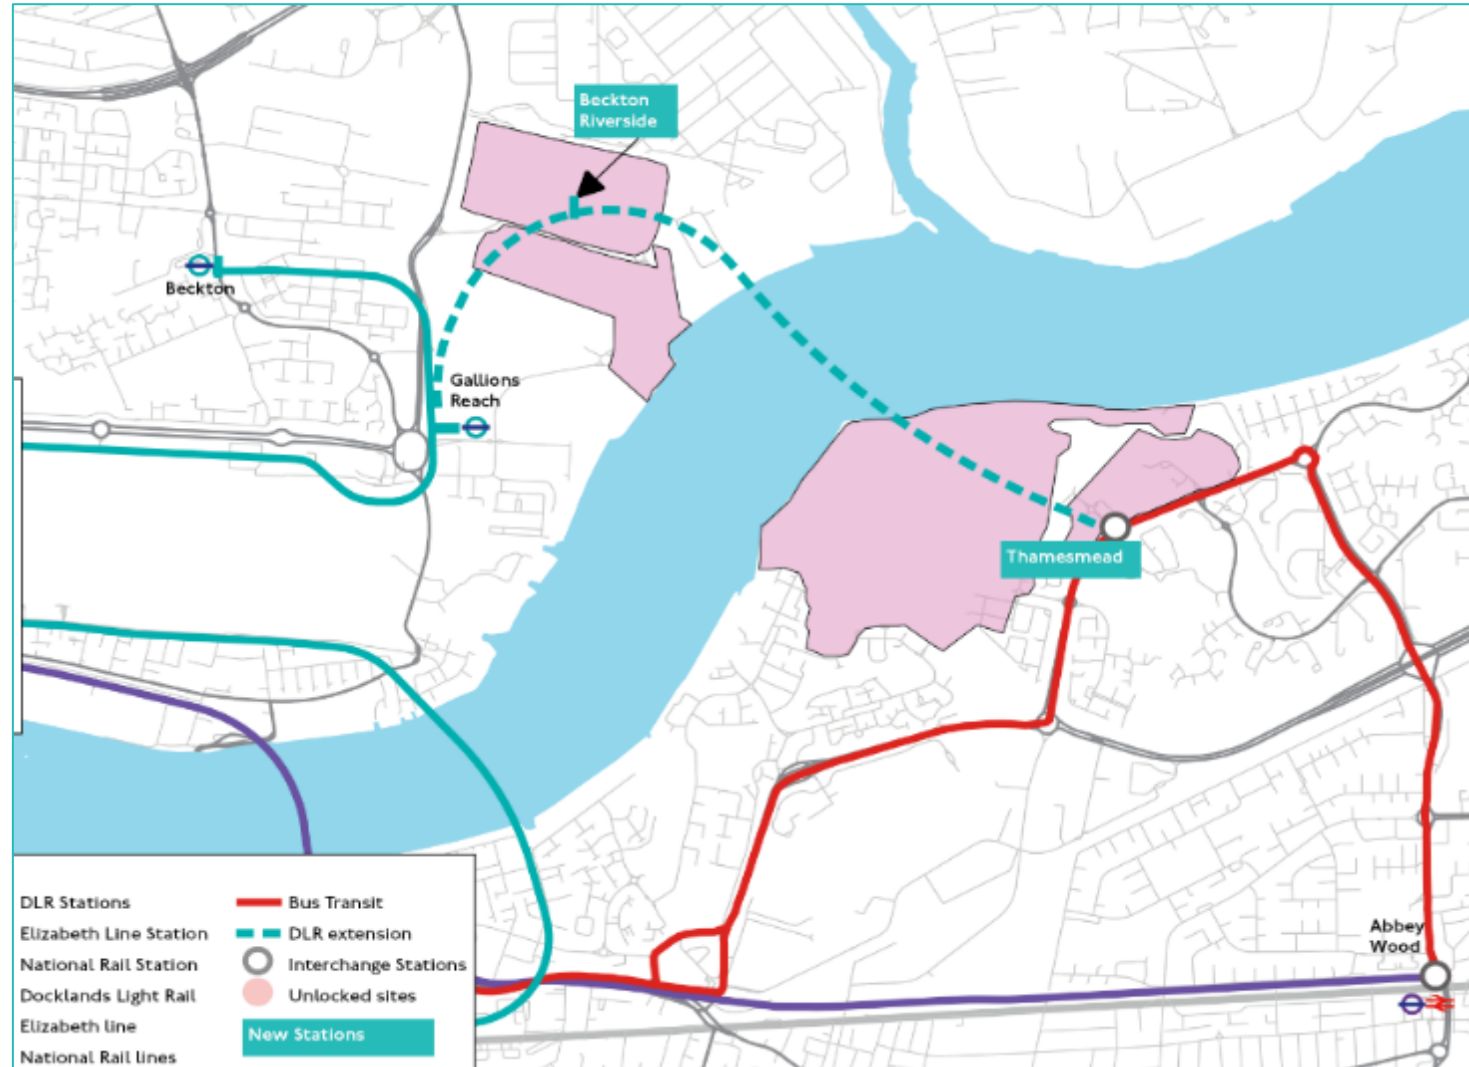 Beckton
Riverside
Beckton
Gallions
Reach
Thamesmead
Abbey
Wood
DLR Stations
Elizabeth Line Station
National Rail Station
Docklands Light Rail
Elizabeth line
National Rail lines
Bus Transit
DLR extension
Interchange Stations
Unlocked sites
New Stations